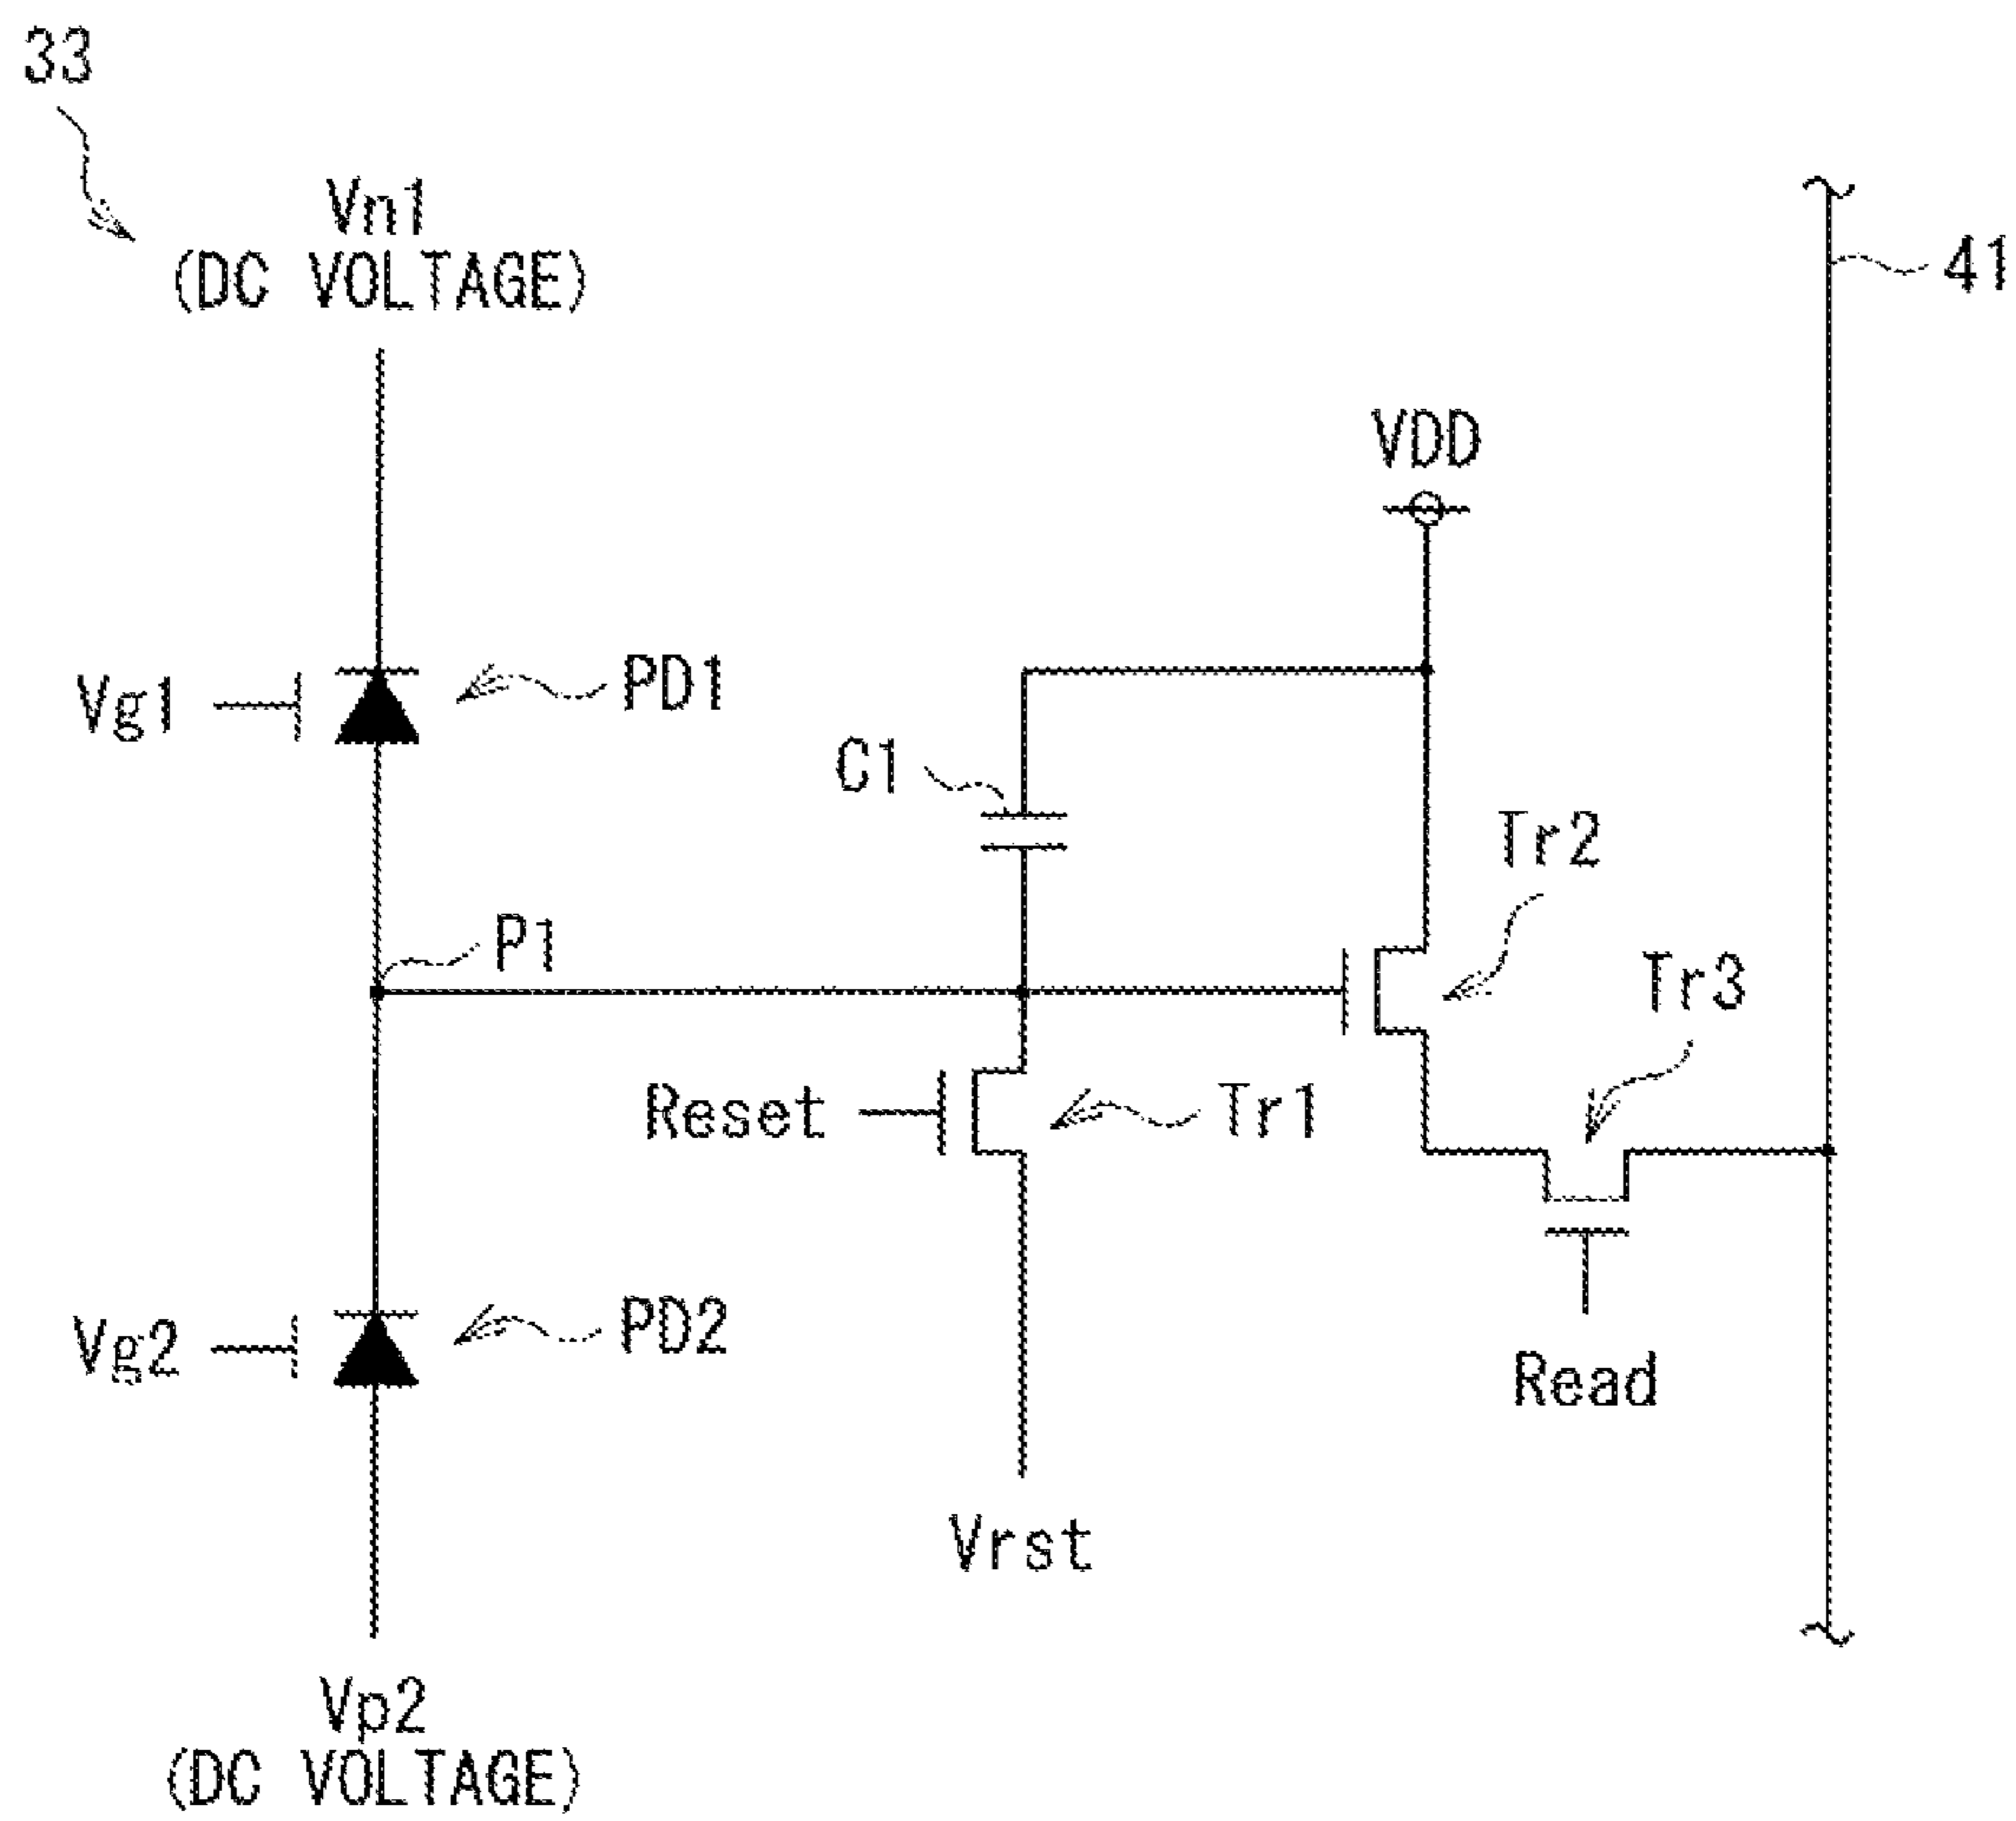 33
Vn1
(DC VOLTAGE)
41
VDD
Vg1
PD1
C1
Tr2
P1
Tr3
Reset
Tr1
Vg2
PD2
Read
Vrst
Vp2
(DC VOLTAGE)